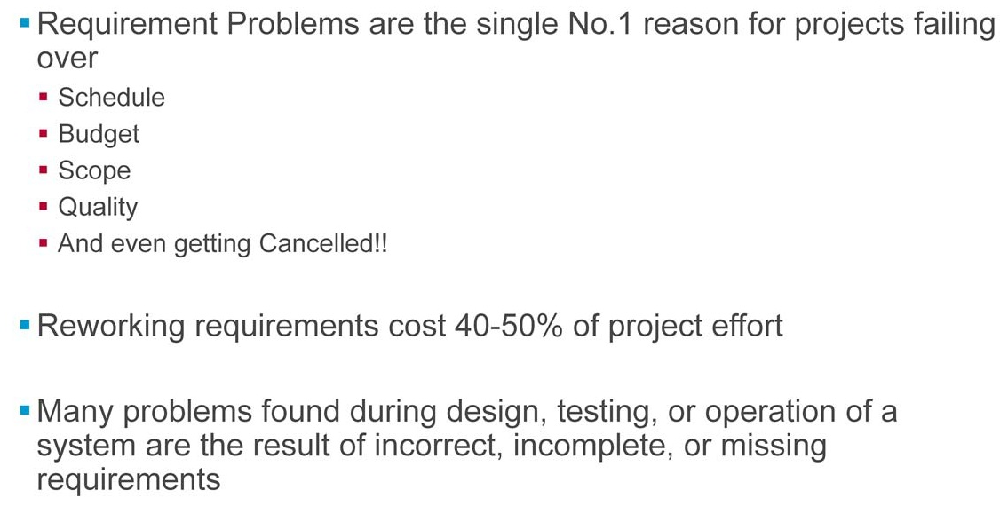 ▪ Requirement Problems are the single No.1 reason for projects failing
over
▪ Schedule
▪ Budget
▪ Scope
▪ Quality
▪ And even getting Cancelled!!
▪ Reworking requirements cost 40-50% of project effort
▪ Many problems found during design, testing, or operation of a
system are the result of incorrect, incomplete, or missing
requirements